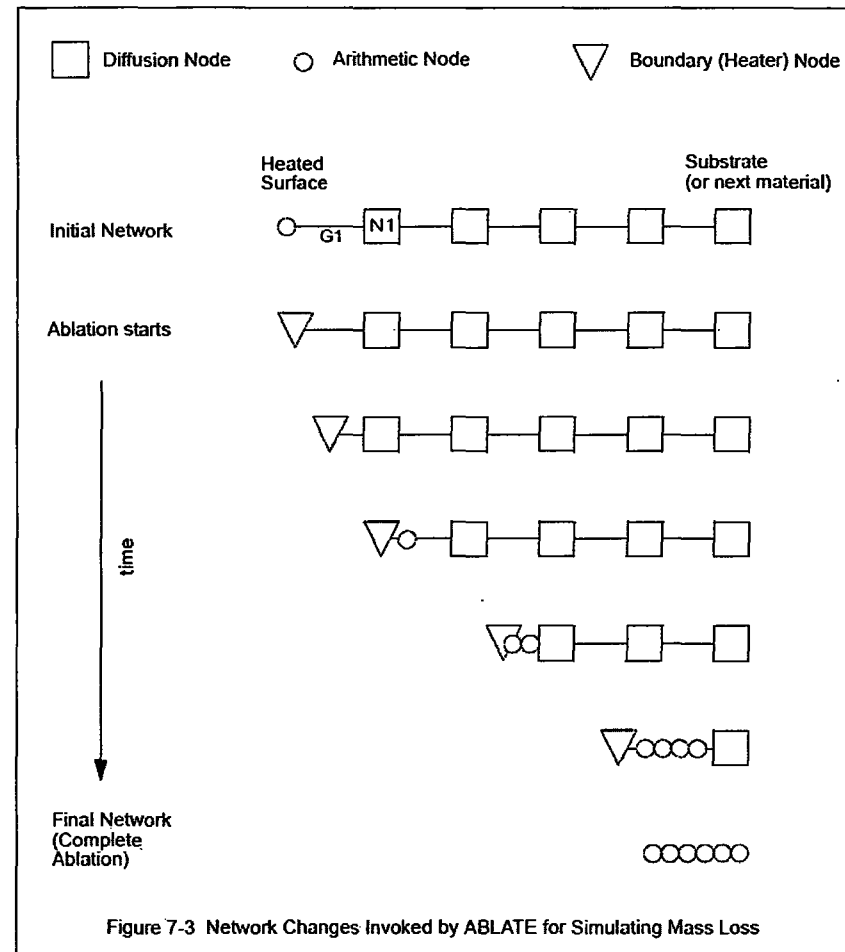 Diffusion Node
Arithmetic Node
Boundary (Heater) Node
Heated
Surface
Substrate
(or next material)
Initial Network
G1
N1
Ablation starts
time
Final Network
(Complete
Ablation)
Figure 7-3 Network Changes Invoked by ABLATE for Simulating Mass Loss